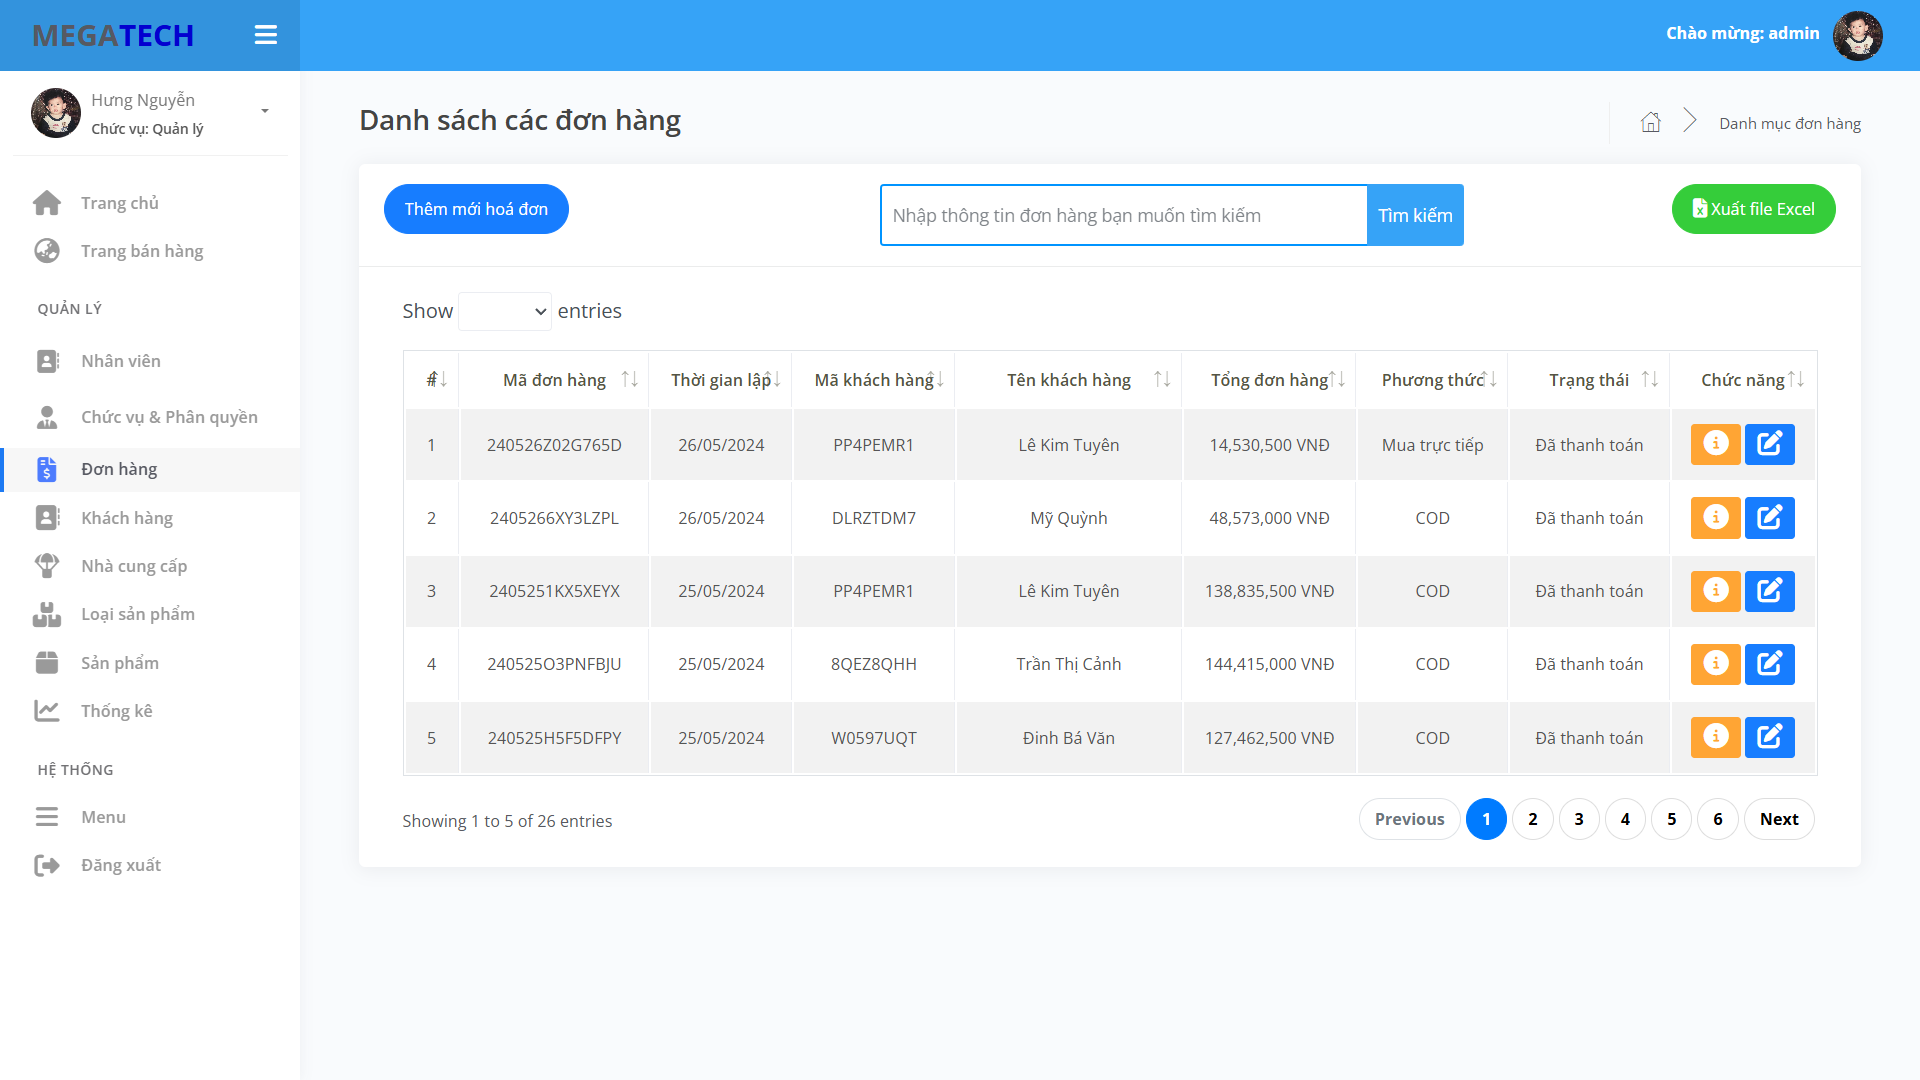 MEGATECH
Chào mừng: admin
Hưng Nguyễn
Chức vụ: Quản lý
Trang chủ
Trang bán hàng
QUẢN LÝ
Nhân viên
Chức vụ & Phân quyền
Đơn hàng
Khách hàng
Nhà cung cấp
Loại sản phẩm
Sản phẩm
Thống kê
HỆ THỐNG
Menu
Đăng xuất
Danh sách các đơn hàng
Danh mục đơn hàng
Thêm mới hoá đơn
Nhập thông tin đơn hàng bạn muốn tìm kiếm
Tìm kiếm
Xuất file Excel
Show entries
# Mã đơn hàng Thời gian lập Mã khách hàng Tên khách hàng Tổng đơn hàng Phương thức Trạng thái Chức năng
1 240526Z02G765D 26/05/2024 PP4PEMR1 Lê Kim Tuyên 14,530,500 VNĐ Mua trực tiếp Đã thanh toán
2 2405266XY3LZPL 26/05/2024 DLRZTDM7 Mỹ Quỳnh 48,573,000 VNĐ COD Đã thanh toán
3 2405251KX5XEYX 25/05/2024 PP4PEMR1 Lê Kim Tuyên 138,835,500 VNĐ COD Đã thanh toán
4 240525O3PNFBJU 25/05/2024 8QEZ8QHH Trần Thị Cảnh 144,415,000 VNĐ COD Đã thanh toán
5 240525H5F5DFPY 25/05/2024 W0597UQT Đinh Bá Văn 127,462,500 VNĐ COD Đã thanh toán
Showing 1 to 5 of 26 entries
Previous 1 2 3 4 5 6 Next